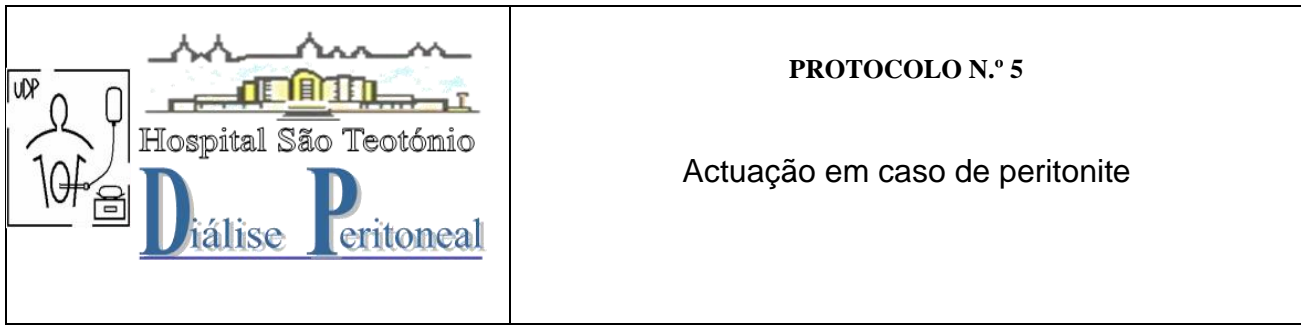 UDP
Hospital São Teotónio
Diálise Peritoneal
PROTOCOLO N.º 5
Actuação em caso de peritonite